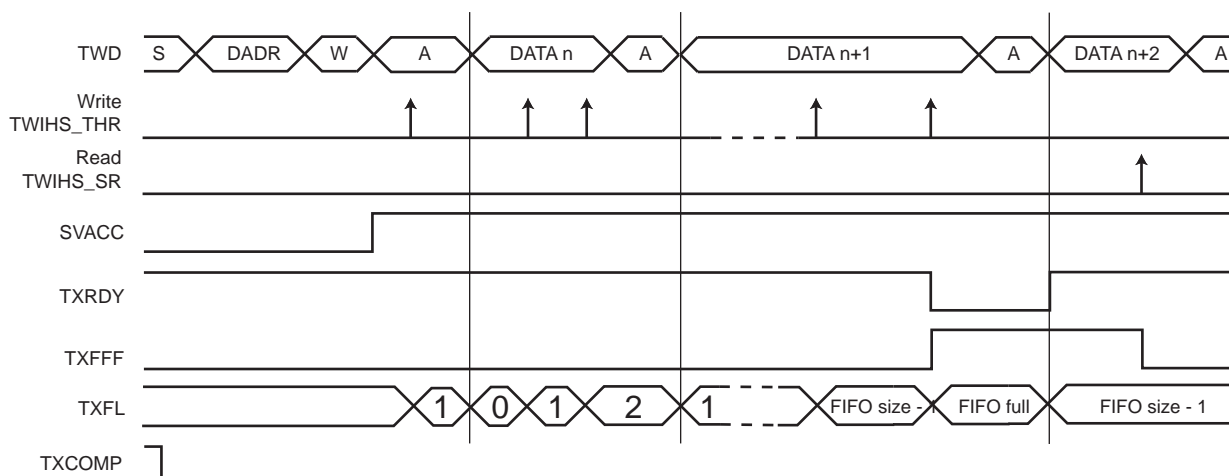 TWD S DADR W A DATA n A DATA n+1 A DATA n+2 A
Write
TWIHS_THR
Read
TWIHS_SR
SVACC
TXRDY
TXFFF
TXFL 1 0 1 2 1 FIFO size - 1 FIFO full FIFO size - 1
TXCOMP